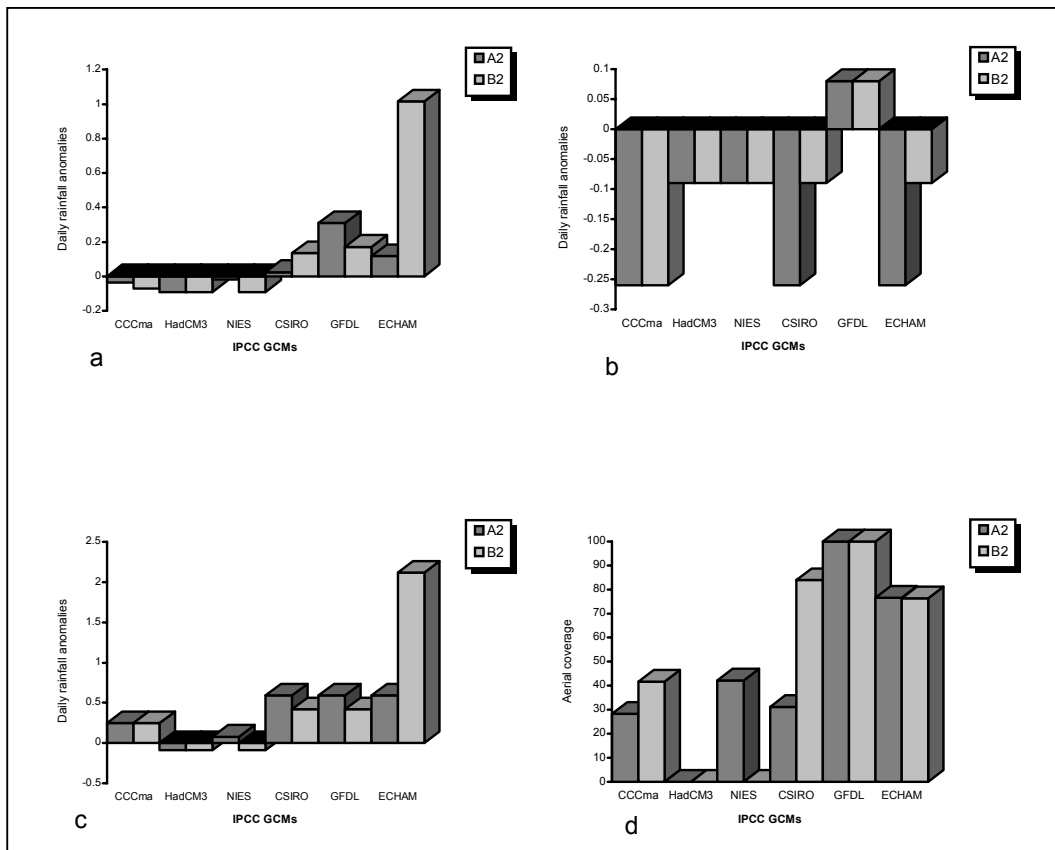 A2
B2
1.2
1
0.8
0.6
0.4
0.2
0
-0.2
Daily rainfall anomalies
CCCma HadCM3 NIES CSIRO GFDL ECHAM
IPCC GCMs
a
A2
B2
0.1
0.05
0
-0.05
-0.1
-0.15
-0.2
-0.25
-0.3
Daily rainfall anomalies
CCCma HadCM3 NIES CSIRO GFDL ECHAM
IPCC GCMs
b
A2
B2
2.5
2
1.5
1
0.5
0
-0.5
Daily rainfall anomalies
CCCma HadCM3 NIES CSIRO GFDL ECHAM
IPCC GCMs
c
A2
B2
100
90
80
70
60
50
40
30
20
10
0
Aerial coverage
CCCma HadCM3 NIES CSIRO GFDL ECHAM
IPCC GCMs
d